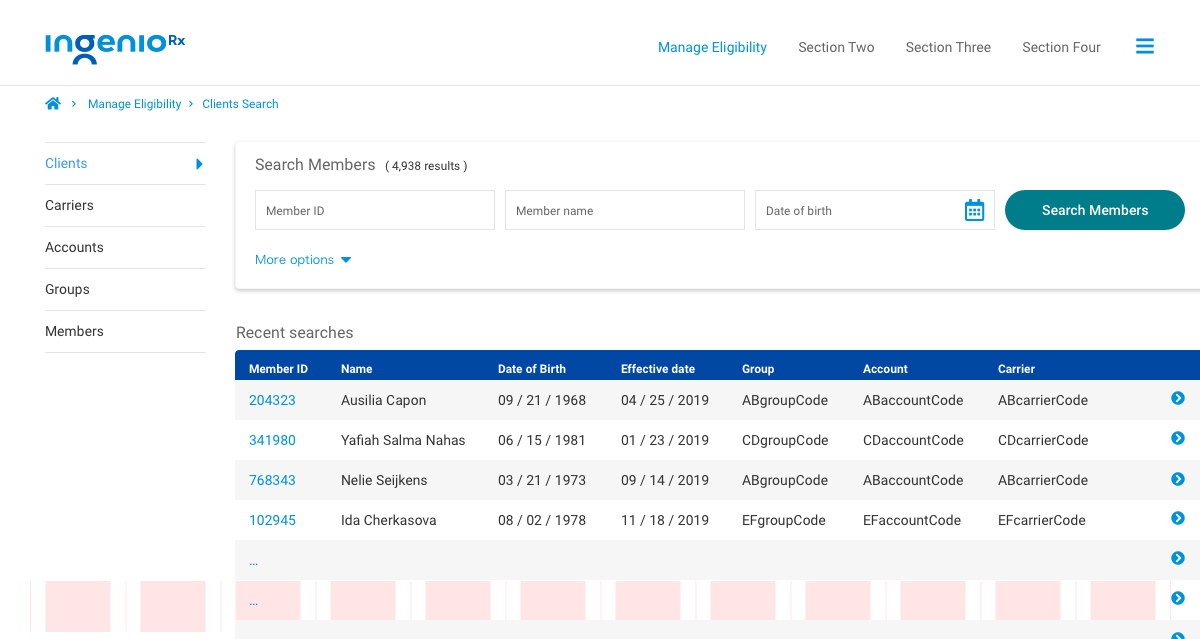 ingenioRx
Manage Eligibility Section Two Section Three Section Four
Manage Eligibility Clients Search
Clients
Carriers
Accounts
Groups
Members
Search Members ( 4,938 results )
Member ID Member name Date of birth Search Members
More options
Recent searches
Member ID Name Date of Birth Effective date Group Account Carrier
204323 Ausilia Capon 09 / 21 / 1968 04 / 25 / 2019 ABgroupCode ABaccountCode ABcarrierCode
341980 Yafiah Salma Nahas 06 / 15 / 1981 01 / 23 / 2019 CDgroupCode CDaccountCode CDcarrierCode
768343 Nelie Seijkens 03 / 21 / 1973 09 / 14 / 2019 ABgroupCode ABaccountCode ABcarrierCode
102945 Ida Cherkasova 08 / 02 / 1978 11 / 18 / 2019 EFgroupCode EFaccountCode EFcarrierCode
...
...